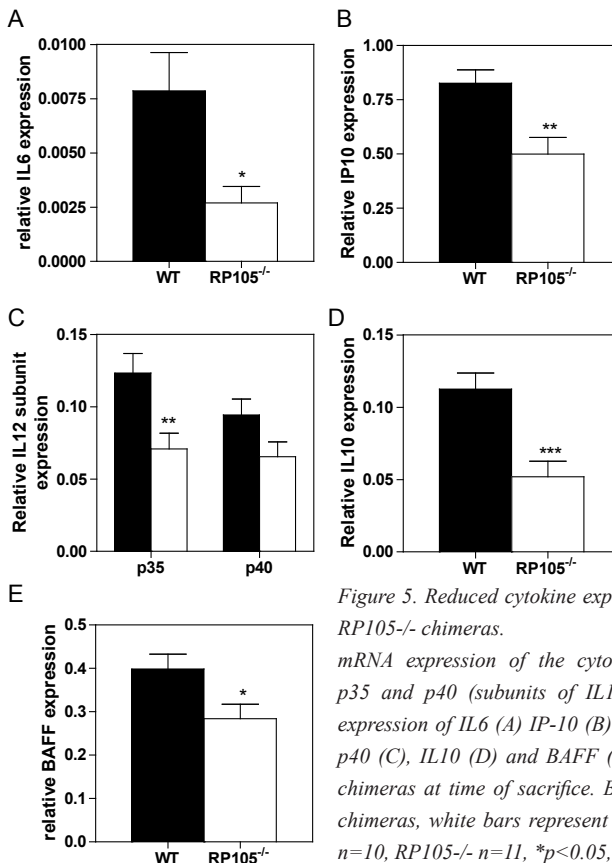 A
0.0100
0.0075
0.0050
0.0025
0.0000
relative IL6 expression
*
WT RP105-/-
B
1.00
0.75
0.50
0.25
0.00
Relative IP10 expression
**
WT RP105-/-
C
0.15
0.10
0.05
0.00
Relative IL12 subunit
expression
**
p35 p40
D
0.15
0.10
0.05
0.00
Relative IL10 expression
***
WT RP105-/-
E
0.5
0.4
0.3
0.2
0.1
0.0
relative BAFF expression
*
WT RP105-/-
Figure 5. Reduced cytokine exp
RP105-/- chimeras.
mRNA expression of the cyto
p35 and p40 (subunits of IL1
expression of IL6 (A) IP-10 (B)
p40 (C), IL10 (D) and BAFF (
chimeras at time of sacrifice. B
chimeras, white bars represent
n=10, RP105-/- n=11, *p<0.05,